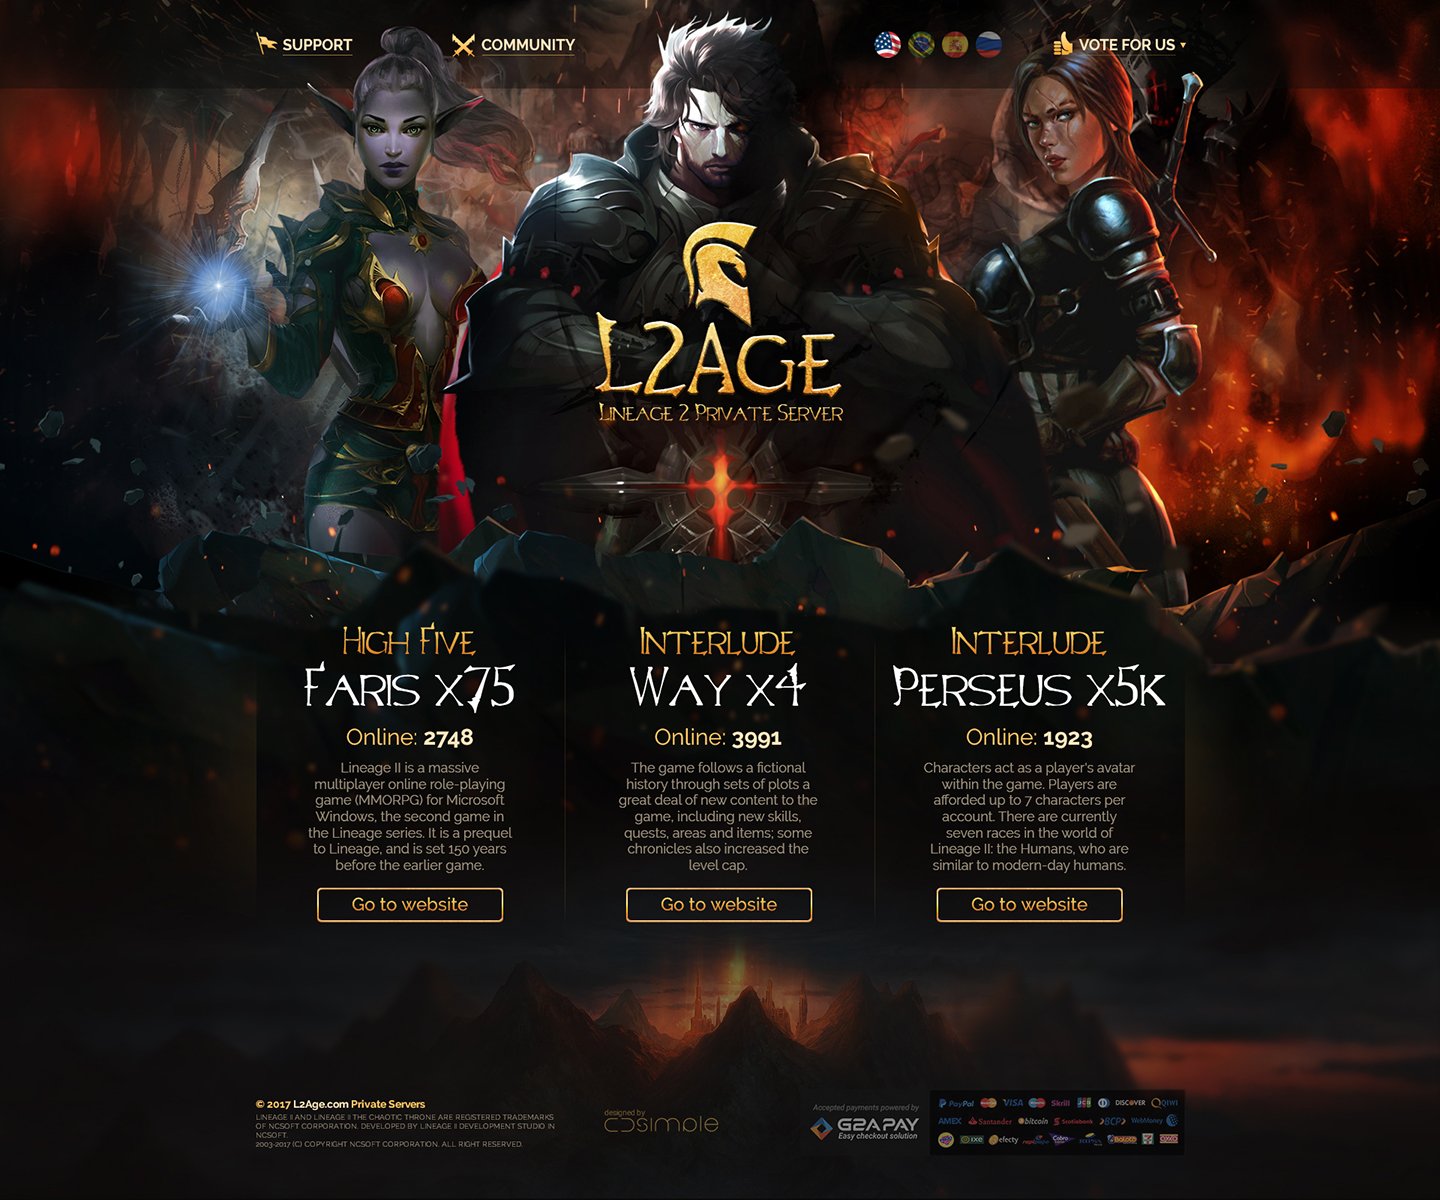 SUPPORT
COMMUNITY
VOTE FOR US
L2AGE
LINEAGE 2 PRIVATE SERVER
HIGH FIVE
FARIS X75
Online: 2748
Lineage II is a massive
multiplayer online role-playing
game (MMORPG) for Microsoft
Windows, the second game in
the Lineage series. It is a prequel
to Lineage, and is set 150 years
before the earlier game.
Go to website
INTERLUDE
WAY X4
Online: 3991
The game follows a fictional
history through sets of plots a
great deal of new content to the
game, including new skills,
quests, areas and items; some
chronicles also increased the
level cap.
Go to website
INTERLUDE
PERSEUS X5K
Online: 1923
Characters act as a player's avatar
within the game. Players are
afforded up to 7 characters per
account. There are currently
seven races in the world of
Lineage II: the Humans, who are
similar to modern-day humans.
Go to website
© 2017 L2Age.com Private Servers
LINEAGE II AND LINEAGE II THE CHAOTIC THRONE ARE REGISTERED TRADEMARKS
OF NCSOFT CORPORATION. DEVELOPED BY LINEAGE II DEVELOPMENT STUDIO IN
NCSOFT.
2003-2017 (C) COPYRIGHT NCSOFT CORPORATION. ALL RIGHT RESERVED.
designed by
simple
Accepted payments powered by
G2A PAY
Easy checkout solution
PayPal VISA Skrill JCB DISCOVER QIWI
AMEX Santander bitcoin Scotiabank BCP WebMoney
iXE efecty Baloto OXXO